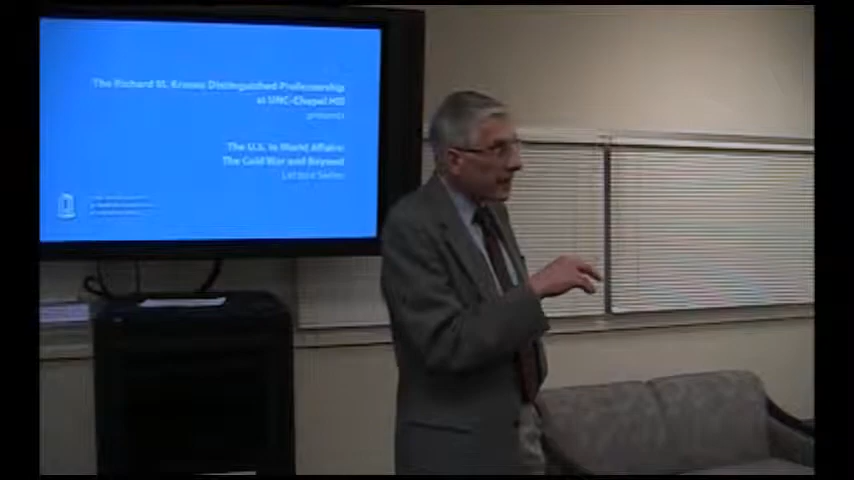 The Richard M. Krasno Distinguished Professorship
at UNC-Chapel Hill
presents
The U.S. in World Affairs:
The Cold War and Beyond
Lecture Series